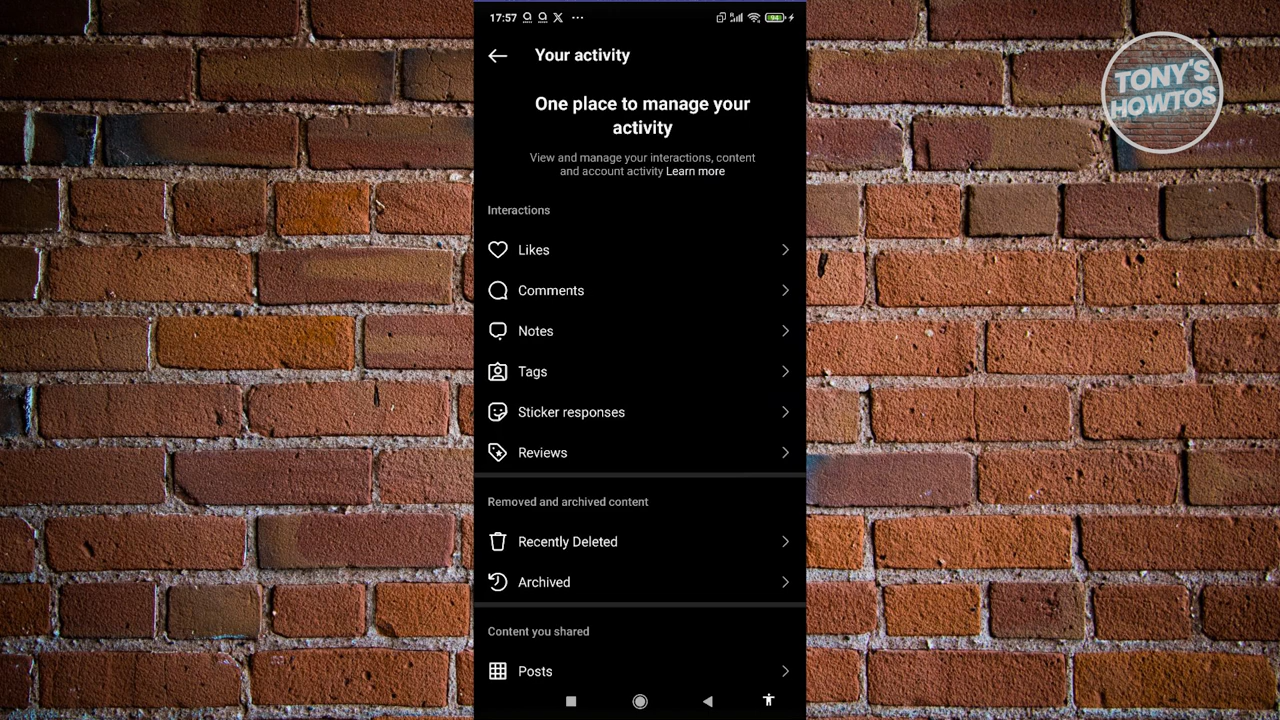 17:57
94
Your activity
One place to manage your
activity
View and manage your interactions, content
and account activity Learn more
Interactions
Likes
Comments
Notes
Tags
Sticker responses
Reviews
Removed and archived content
Recently Deleted
Archived
Content you shared
Posts
TONY'S
HOWTOS